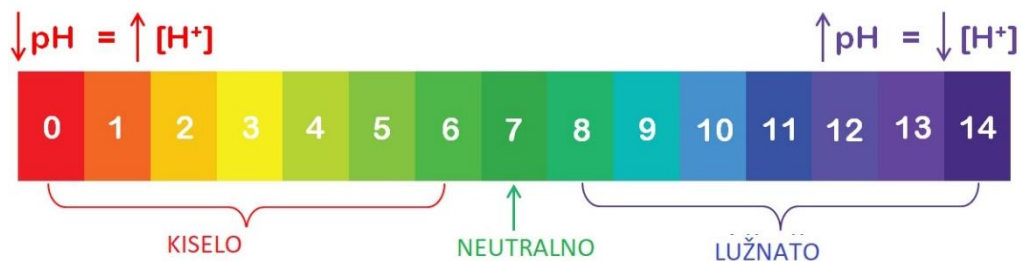 ↓pH = ↑ [H⁺]
↑pH = ↓ [H⁺]
0 1 2 3 4 5 6 7 8 9 10 11 12 13 14
KISELO
NEUTRALNO
LUŽNATO